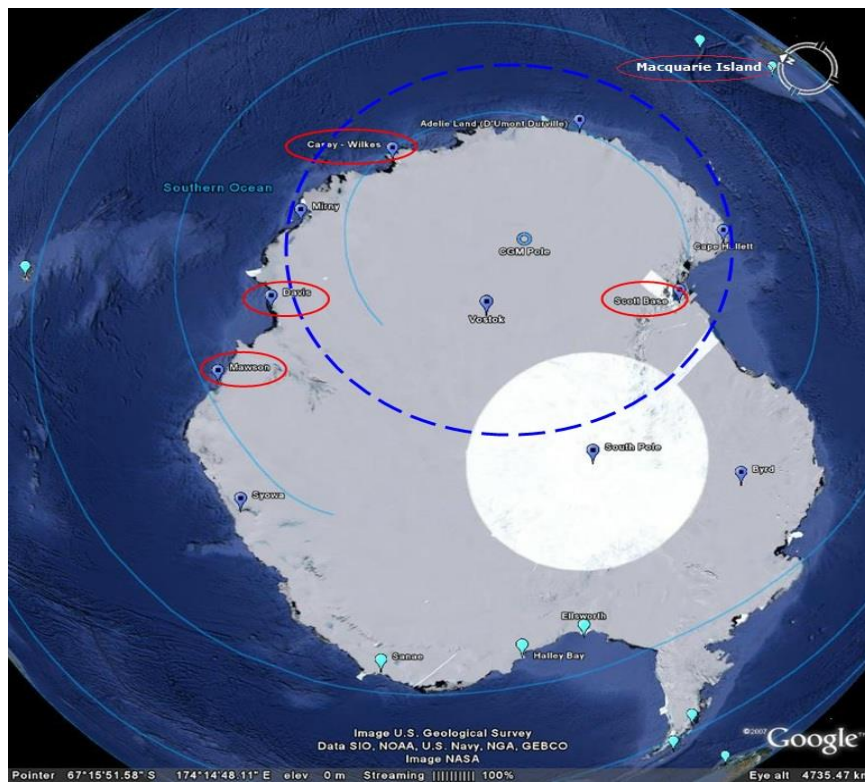 Macquarie Island
N
Adelie Land (D'Umont Durville)
Casey - Wilkes
Southern Ocean
Mirny
CGM Pole
Cape Hallett
Davis
Scott Base
Vostok
Mawson
South Pole
Byrd
Syowa
Ellsworth
Halley Bay
Sanae
Image U.S. Geological Survey
Data SIO, NOAA, U.S. Navy, NGA, GEBCO
Image NASA
©2007 Google™
Pointer 67°15'51.58" S 174°14'48.11" E elev 0 m Streaming |||||||||| 100% Eye alt 4735.47 km